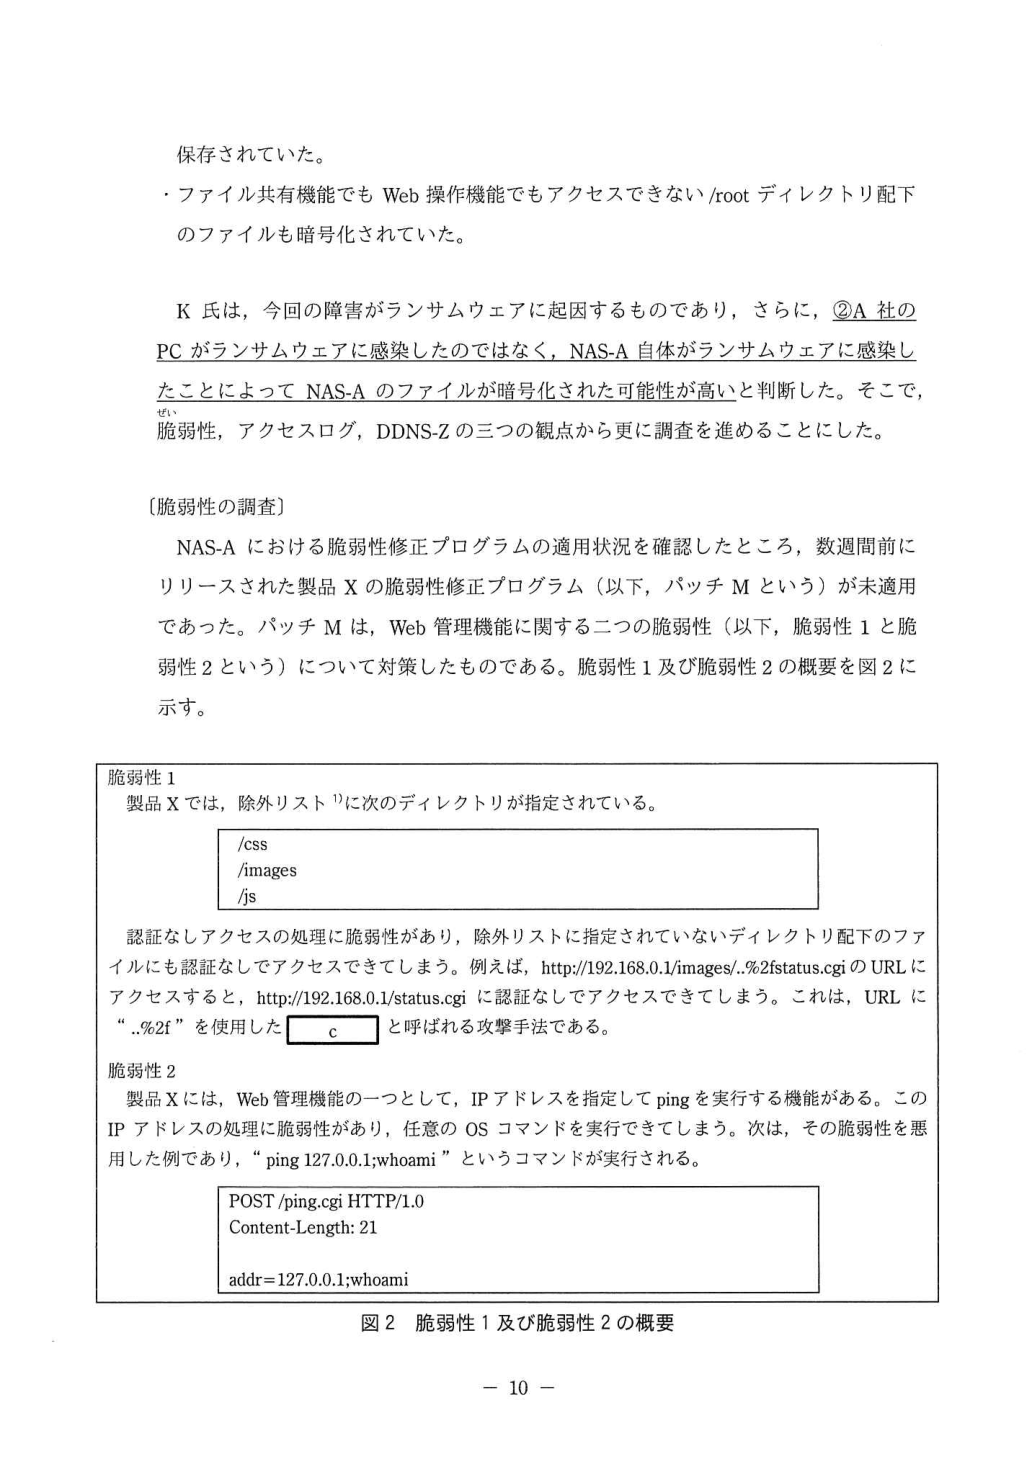 保存されていた。
・ファイル共有機能でも Web 操作機能でもアクセスできない /root ディレクトリ配下
のファイルも暗号化されていた。
K 氏は，今回の障害がランサムウェアに起因するものであり，さらに，②A 社の
PC がランサムウェアに感染したのではなく，NAS-A 自体がランサムウェアに感染し
たことによって NAS-A のファイルが暗号化された可能性が高いと判断した。そこで，
ぜい
脆弱性，アクセスログ，DDNS-Z の三つの観点から更に調査を進めることにした。
〔脆弱性の調査〕
NAS-A における脆弱性修正プログラムの適用状況を確認したところ，数週間前に
リリースされた製品 X の脆弱性修正プログラム（以下，パッチ M という）が未適用
であった。パッチ M は，Web 管理機能に関する二つの脆弱性（以下，脆弱性 1 と脆
弱性 2 という）について対策したものである。脆弱性 1 及び脆弱性 2 の概要を図 2 に
示す。
脆弱性 1
製品 X では，除外リスト 1)に次のディレクトリが指定されている。
/css
/images
/js
認証なしアクセスの処理に脆弱性があり，除外リストに指定されていないディレクトリ配下のファ
イルにも認証なしでアクセスできてしまう。例えば，http://192.168.0.1/images/..%2fstatus.cgi の URL に
アクセスすると，http://192.168.0.1/status.cgi に認証なしでアクセスできてしまう。これは，URL に
“ ..%2f ” を使用した c と呼ばれる攻撃手法である。
脆弱性 2
製品 X には，Web 管理機能の一つとして，IP アドレスを指定して ping を実行する機能がある。この
IP アドレスの処理に脆弱性があり，任意の OS コマンドを実行できてしまう。次は，その脆弱性を悪
用した例であり，“ ping 127.0.0.1;whoami ” というコマンドが実行される。
POST /ping.cgi HTTP/1.0
Content-Length: 21
addr=127.0.0.1;whoami
図 2　脆弱性 1 及び脆弱性 2 の概要
－ 10 －